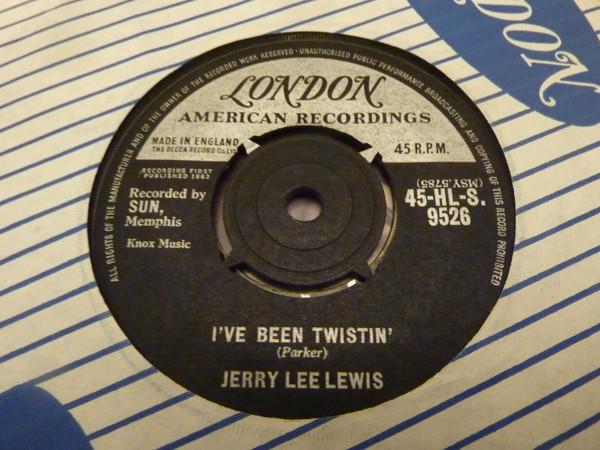 ALL RIGHTS OF THE MANUFACTURER AND OF THE OWNER OF THE RECORDED WORK RESERVED · UNAUTHORISED PUBLIC PERFORMANCE BROADCASTING AND COPYING OF THIS RECORD PROHIBITED
LONDON
AMERICAN RECORDINGS
MADE IN ENGLAND
THE DECCA RECORD Co. Ltd
45 R.P.M.
RECORDING FIRST
PUBLISHED 1962
Recorded by
SUN,
Memphis
Knox Music
(MSY.5785)
45-HL-S.
9526
I'VE BEEN TWISTIN'
(Parker)
JERRY LEE LEWIS
LONDON